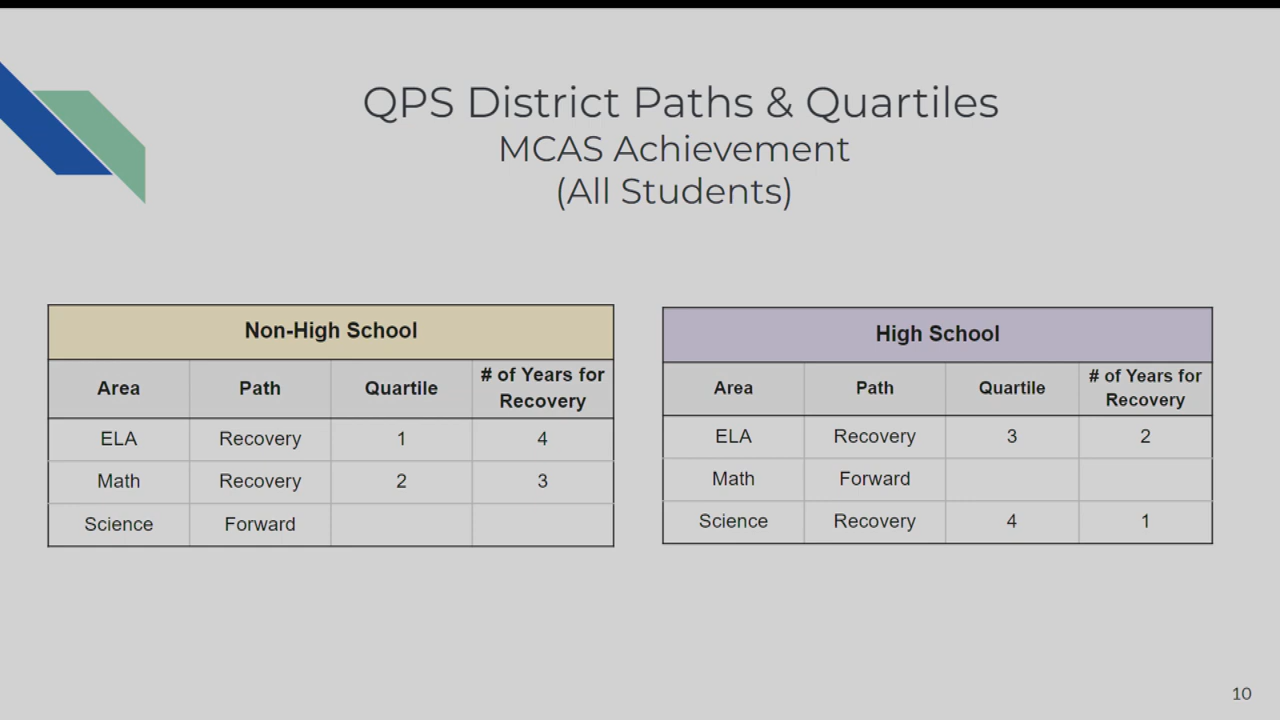 QPS District Paths & Quartiles
MCAS Achievement
(All Students)
Non-High School
Area Path Quartile # of Years for Recovery
ELA Recovery 1 4
Math Recovery 2 3
Science Forward
High School
Area Path Quartile # of Years for Recovery
ELA Recovery 3 2
Math Forward
Science Recovery 4 1
10